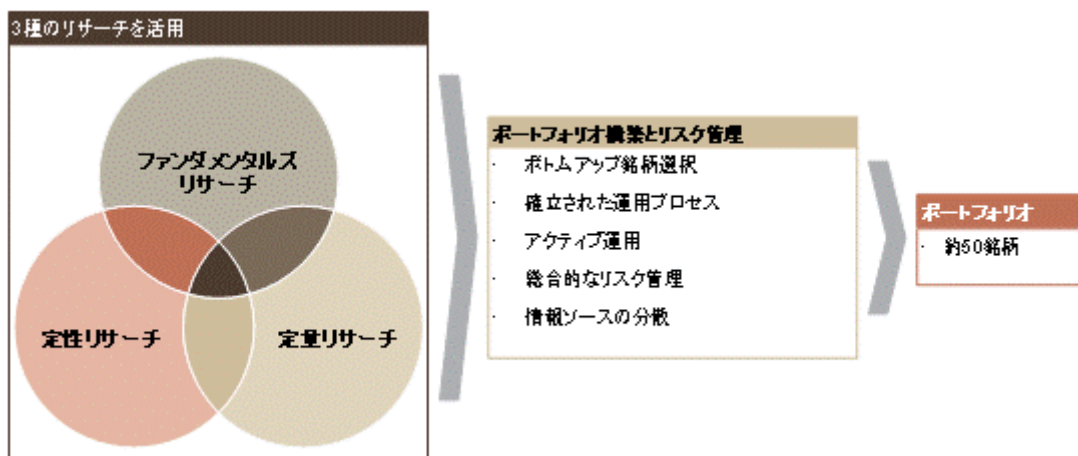 3種のリサーチを活用
ファンダメンタルズ
リサーチ
定性リサーチ
定量リサーチ
ポートフォリオ構築とリスク管理
· ボトムアップ銘柄選択
· 確立された運用プロセス
· アクティブ運用
· 総合的なリスク管理
· 情報ソースの分散
ポートフォリオ
· 約50銘柄